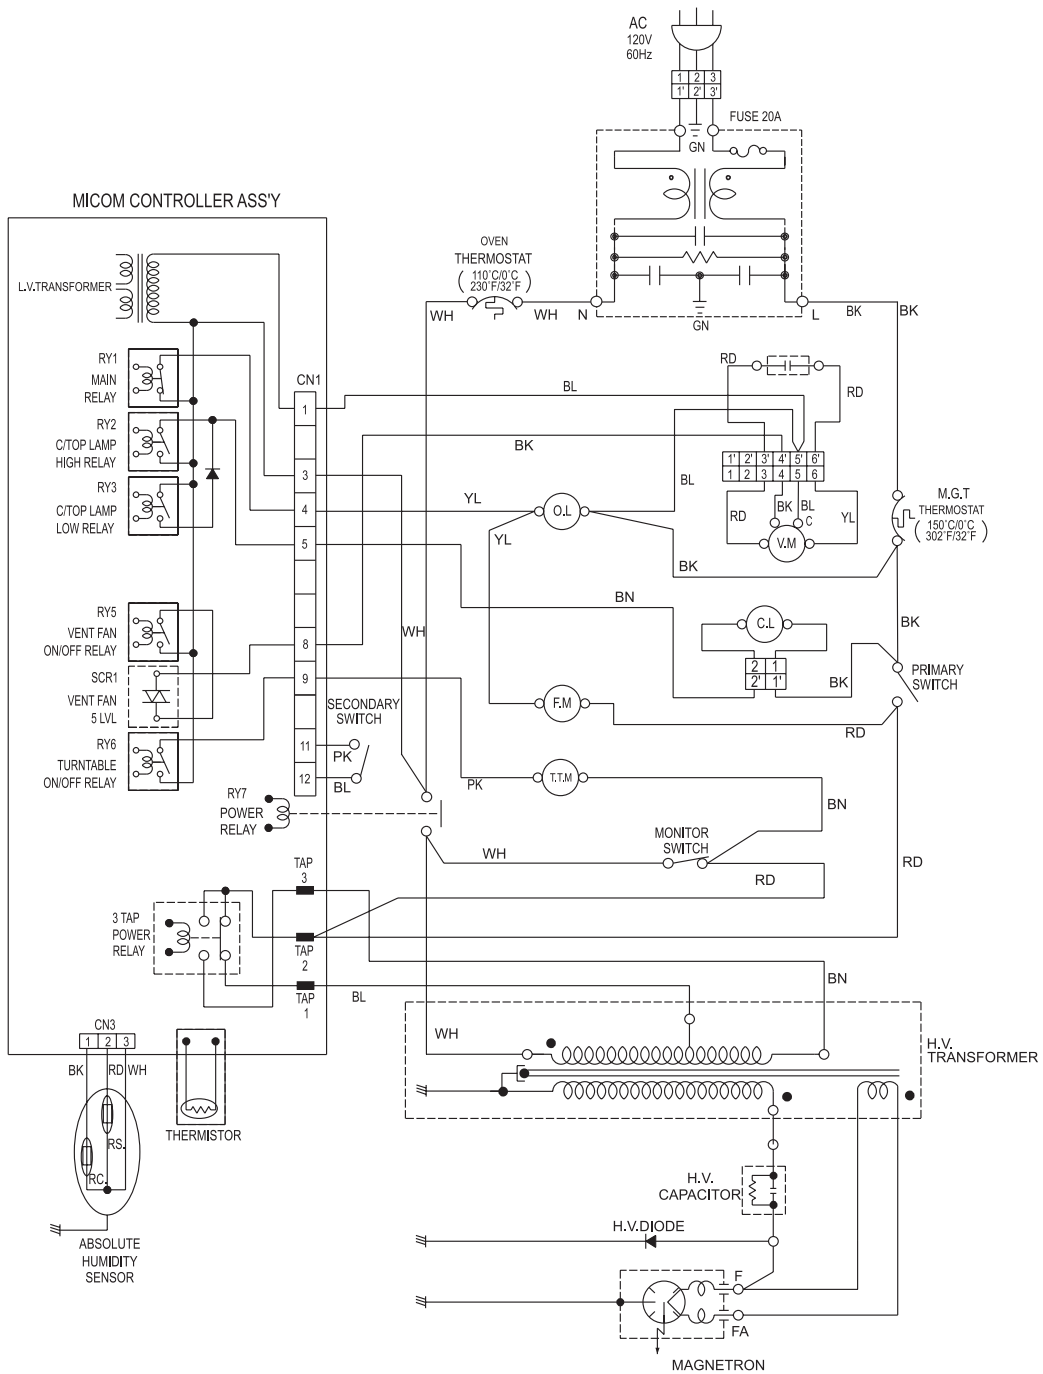 AC
120V
60Hz
1 2 3
1' 2' 3'
FUSE 20A
GN
MICOM CONTROLLER ASS'Y
OVEN
THERMOSTAT
(110°C/0°C
230°F/32°F)
L.V.TRANSFORMER
WH
WH
N
GN
L
BK
BK
RY1
MAIN
RELAY
CN1
1
BL
RD
RD
RY2
C/TOP LAMP
HIGH RELAY
BK
1' 2' 3' 4' 5' 6'
1 2 3 4 5 6
3
BL
RY3
C/TOP LAMP
LOW RELAY
YL
4
O.L
RD
BK
BL
C
YL
M.G.T
THERMOSTAT
(150°C/0°C
302°F/32°F)
5
YL
V.M
BK
BN
RY5
VENT FAN
ON/OFF RELAY
WH
C.L
BK
8
2 1
2' 1'
SCR1
VENT FAN
5 LVL
9
BK
PRIMARY
SWITCH
SECONDARY
SWITCH
F.M
RD
RY6
TURNTABLE
ON/OFF RELAY
11
PK
12
BL
PK
T.T.M
BN
RY7
POWER
RELAY
MONITOR
SWITCH
WH
RD
RD
TAP
3
3 TAP
POWER
RELAY
TAP
2
BN
TAP
1
BL
CN3
1 2 3
BK RD WH
WH
H.V.
TRANSFORMER
RS.
RC.
THERMISTOR
H.V.
CAPACITOR
H.V.DIODE
ABSOLUTE
HUMIDITY
SENSOR
F
FA
MAGNETRON